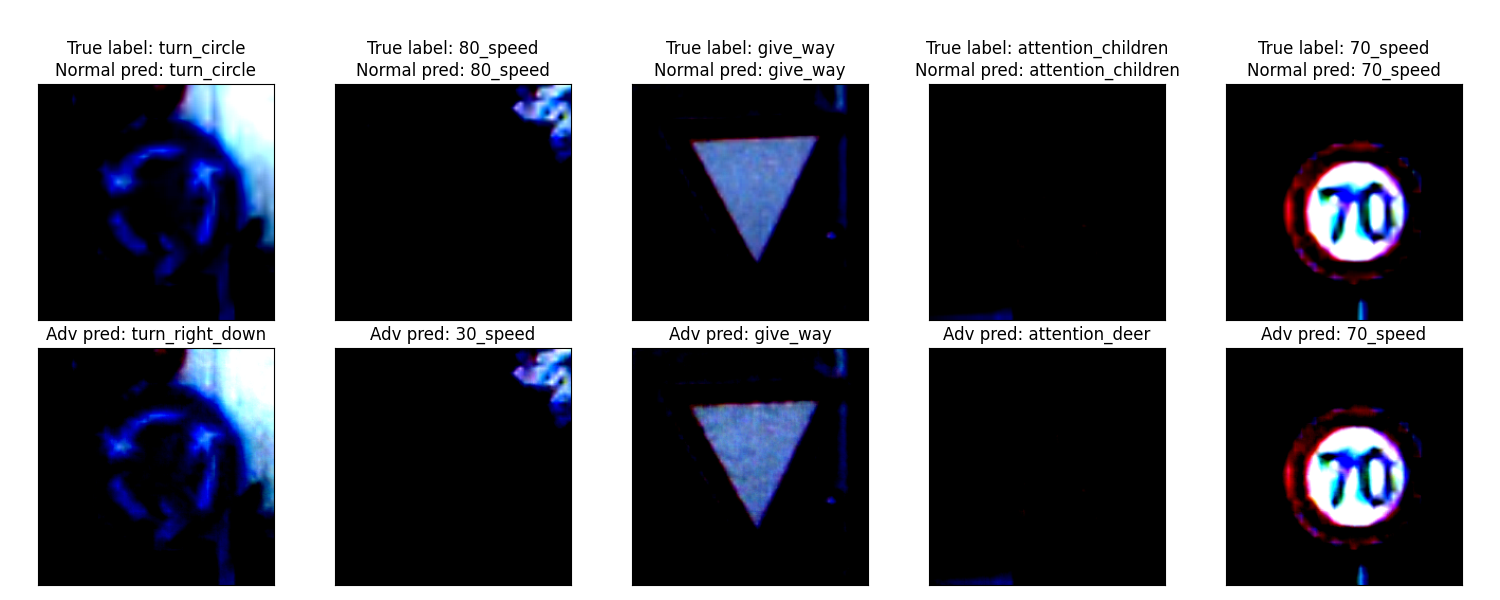 True label: turn_circle
Normal pred: turn_circle
True label: 80_speed
Normal pred: 80_speed
True label: give_way
Normal pred: give_way
True label: attention_children
Normal pred: attention_children
True label: 70_speed
Normal pred: 70_speed
70
Adv pred: turn_right_down
Adv pred: 30_speed
Adv pred: give_way
Adv pred: attention_deer
Adv pred: 70_speed
70